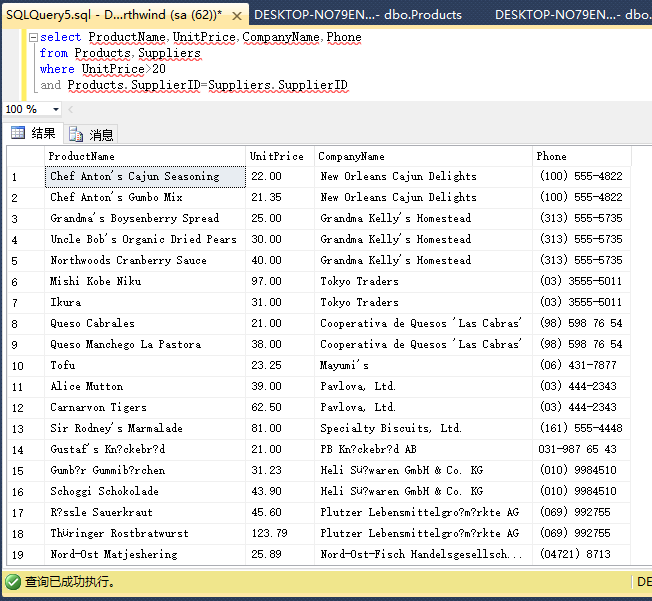 SQLQuery5.sql - D...rthwind (sa (62))* × DESKTOP-NO79EN...- dbo.Products DESKTOP-NO79EN...- dbo.
select ProductName,UnitPrice,CompanyName,Phone
from Products,Suppliers
where UnitPrice>20
and Products.SupplierID=Suppliers.SupplierID
100 %
结果 消息
ProductName UnitPrice CompanyName Phone
1 Chef Anton's Cajun Seasoning 22.00 New Orleans Cajun Delights (100) 555-4822
2 Chef Anton's Gumbo Mix 21.35 New Orleans Cajun Delights (100) 555-4822
3 Grandma's Boysenberry Spread 25.00 Grandma Kelly's Homestead (313) 555-5735
4 Uncle Bob's Organic Dried Pears 30.00 Grandma Kelly's Homestead (313) 555-5735
5 Northwoods Cranberry Sauce 40.00 Grandma Kelly's Homestead (313) 555-5735
6 Mishi Kobe Niku 97.00 Tokyo Traders (03) 3555-5011
7 Ikura 31.00 Tokyo Traders (03) 3555-5011
8 Queso Cabrales 21.00 Cooperativa de Quesos 'Las Cabras' (98) 598 76 54
9 Queso Manchego La Pastora 38.00 Cooperativa de Quesos 'Las Cabras' (98) 598 76 54
10 Tofu 23.25 Mayumi's (06) 431-7877
11 Alice Mutton 39.00 Pavlova, Ltd. (03) 444-2343
12 Carnarvon Tigers 62.50 Pavlova, Ltd. (03) 444-2343
13 Sir Rodney's Marmalade 81.00 Specialty Biscuits, Ltd. (161) 555-4448
14 Gustaf's Kn?ckebr?d 21.00 PB Kn?ckebr?d AB 031-987 65 43
15 Gumb?r Gummib?rchen 31.23 Heli Sü?waren GmbH & Co. KG (010) 9984510
16 Schoggi Schokolade 43.90 Heli Sü?waren GmbH & Co. KG (010) 9984510
17 R?ssle Sauerkraut 45.60 Plutzer Lebensmittelgro?m?rkte AG (069) 992755
18 Thüringer Rostbratwurst 123.79 Plutzer Lebensmittelgro?m?rkte AG (069) 992755
19 Nord-Ost Matjeshering 25.89 Nord-Ost-Fisch Handelsgesellsch... (04721) 8713
查询已成功执行。 DE